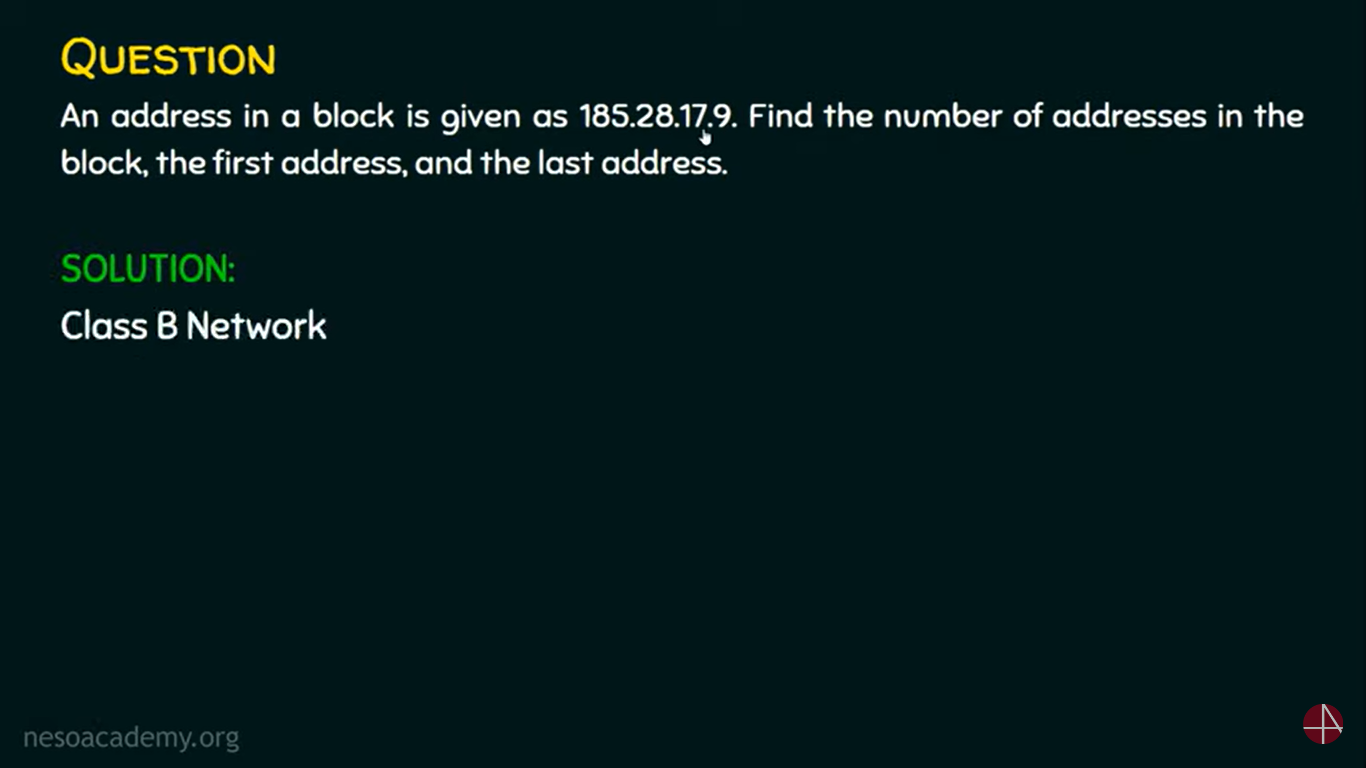 QUESTION
An address in a block is given as 185.28.17.9. Find the number of addresses in the
block, the first address, and the last address.
SOLUTION:
Class B Network
nesoacademy.org